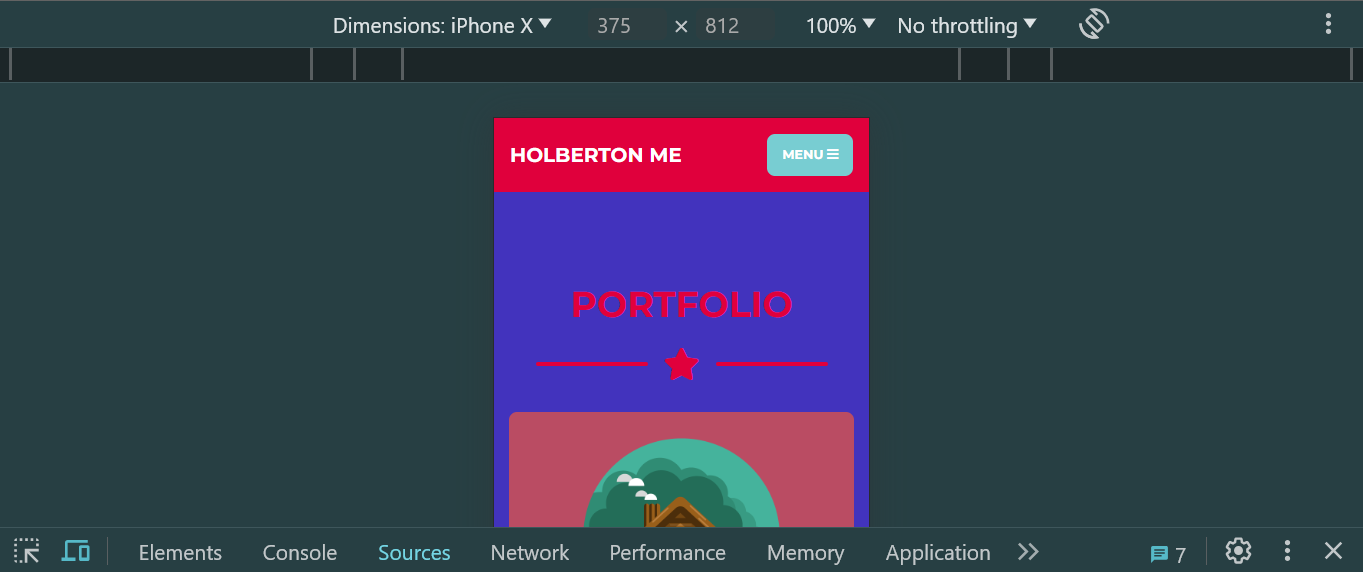 Dimensions: iPhone X 375 × 812 100% No throttling
HOLBERTON ME
MENU
PORTFOLIO
Elements Console Sources Network Performance Memory Application 7